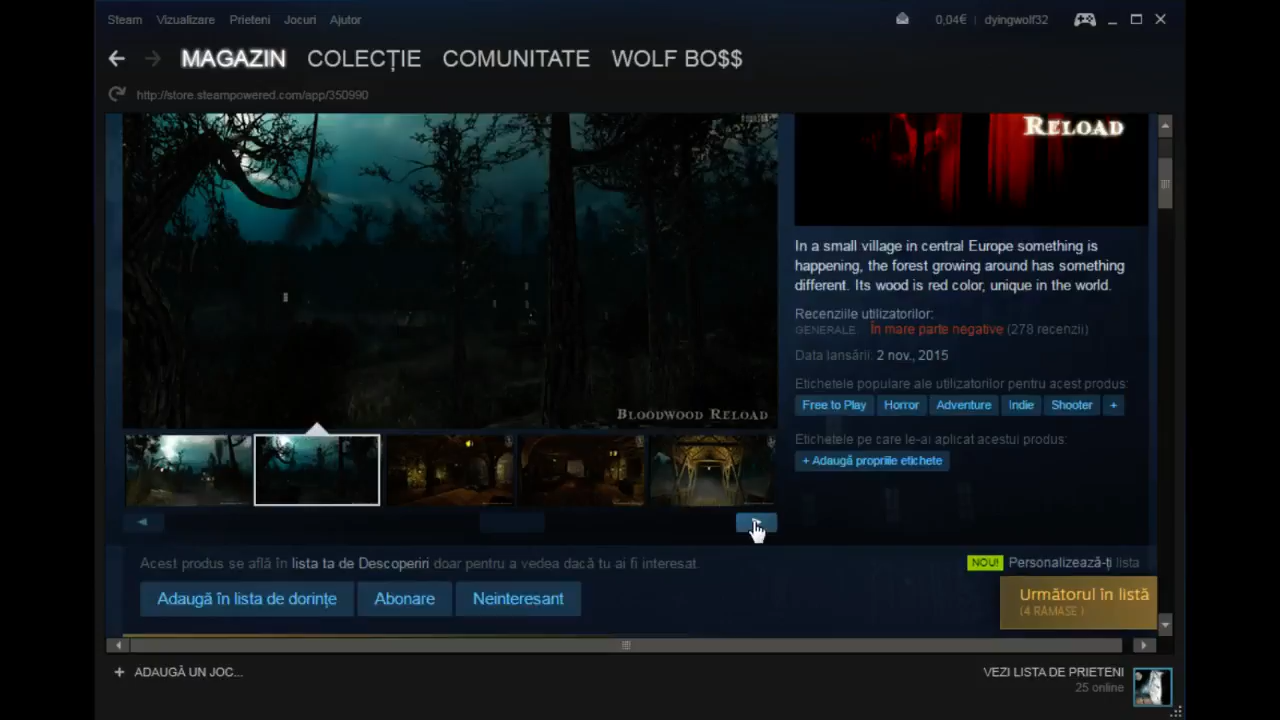 Steam Vizualizare Prieteni Jocuri Ajutor
0,04€ dyingwolf32
MAGAZIN COLECȚIE COMUNITATE WOLF BO$$
http://store.steampowered.com/app/350990
RELOAD
In a small village in central Europe something is
happening, the forest growing around has something
different. Its wood is red color, unique in the world.
Recenziile utilizatorilor:
GENERALE: În mare parte negative (278 recenzii)
Data lansării: 2 nov., 2015
Etichetele populare ale utilizatorilor pentru acest produs:
Free to Play Horror Adventure Indie Shooter +
Etichetele pe care le-ai aplicat acestui produs:
+ Adaugă propriile etichete
BLOODWOOD RELOAD
Acest produs se află în lista ta de Descoperiri doar pentru a vedea dacă tu ai fi interesat.
NOU! Personalizează-ți lista
Adaugă în lista de dorințe Abonare Neinteresant
Următorul în listă
(4 RĂMASE )
+ ADAUGĂ UN JOC...
VEZI LISTA DE PRIETENI
25 online